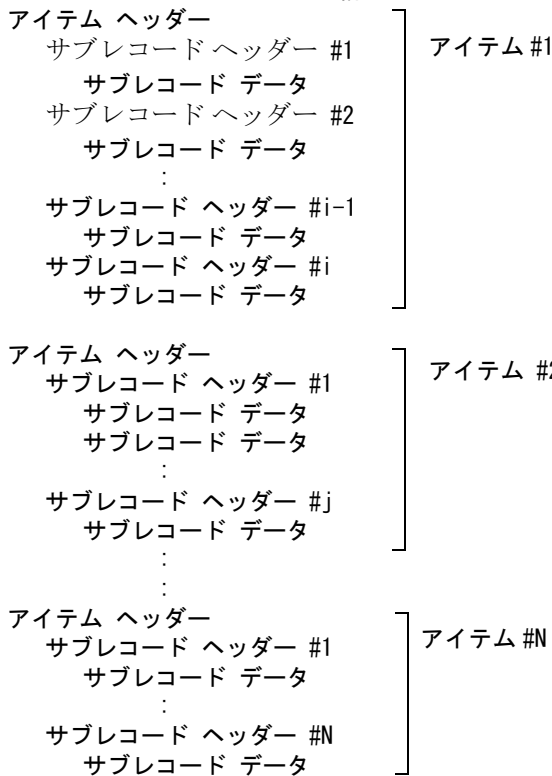 アイテム ヘッダー
サブレコード ヘッダー #1
アイテム #1
サブレコード データ
サブレコード ヘッダー #2
サブレコード データ
:
サブレコード ヘッダー #i-1
サブレコード データ
サブレコード ヘッダー #i
サブレコード データ
アイテム ヘッダー
アイテム #2
サブレコード ヘッダー #1
サブレコード データ
サブレコード データ
:
サブレコード ヘッダー #j
サブレコード データ
:
:
アイテム ヘッダー
アイテム #N
サブレコード ヘッダー #1
サブレコード データ
:
サブレコード ヘッダー #N
サブレコード データ